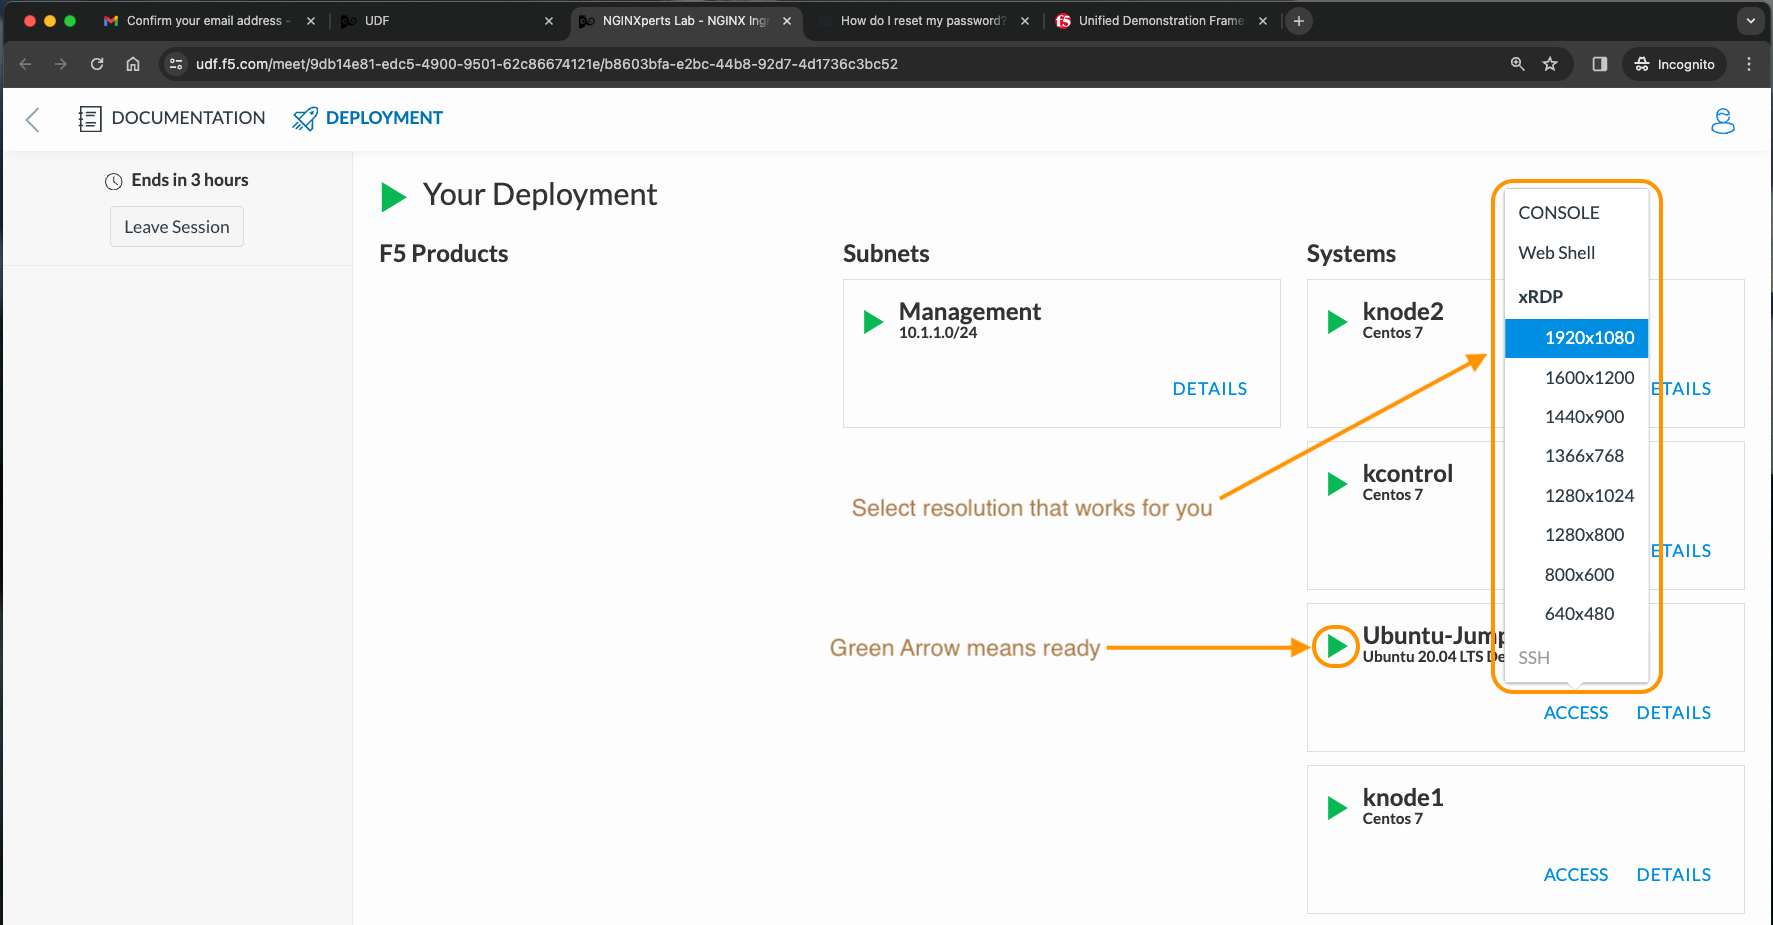 Confirm your email address -
UDF
NGINXperts Lab - NGINX Ing
How do I reset my password?
Unified Demonstration Frame
udf.f5.com/meet/9db14e81-edc5-4900-9501-62c86674121e/b8603bfa-e2bc-44b8-92d7-4d1736c3bc52
Incognito
DOCUMENTATION
DEPLOYMENT
Ends in 3 hours
Leave Session
Your Deployment
F5 Products
Subnets
Management
10.1.1.0/24
DETAILS
Systems
knode2
Centos 7
ETAILS
kcontrol
Centos 7
ETAILS
Ubuntu-Jump
Ubuntu 20.04 LTS De
ACCESS
DETAILS
knode1
Centos 7
ACCESS
DETAILS
CONSOLE
Web Shell
xRDP
1920x1080
1600x1200
1440x900
1366x768
1280x1024
1280x800
800x600
640x480
SSH
Select resolution that works for you
Green Arrow means ready